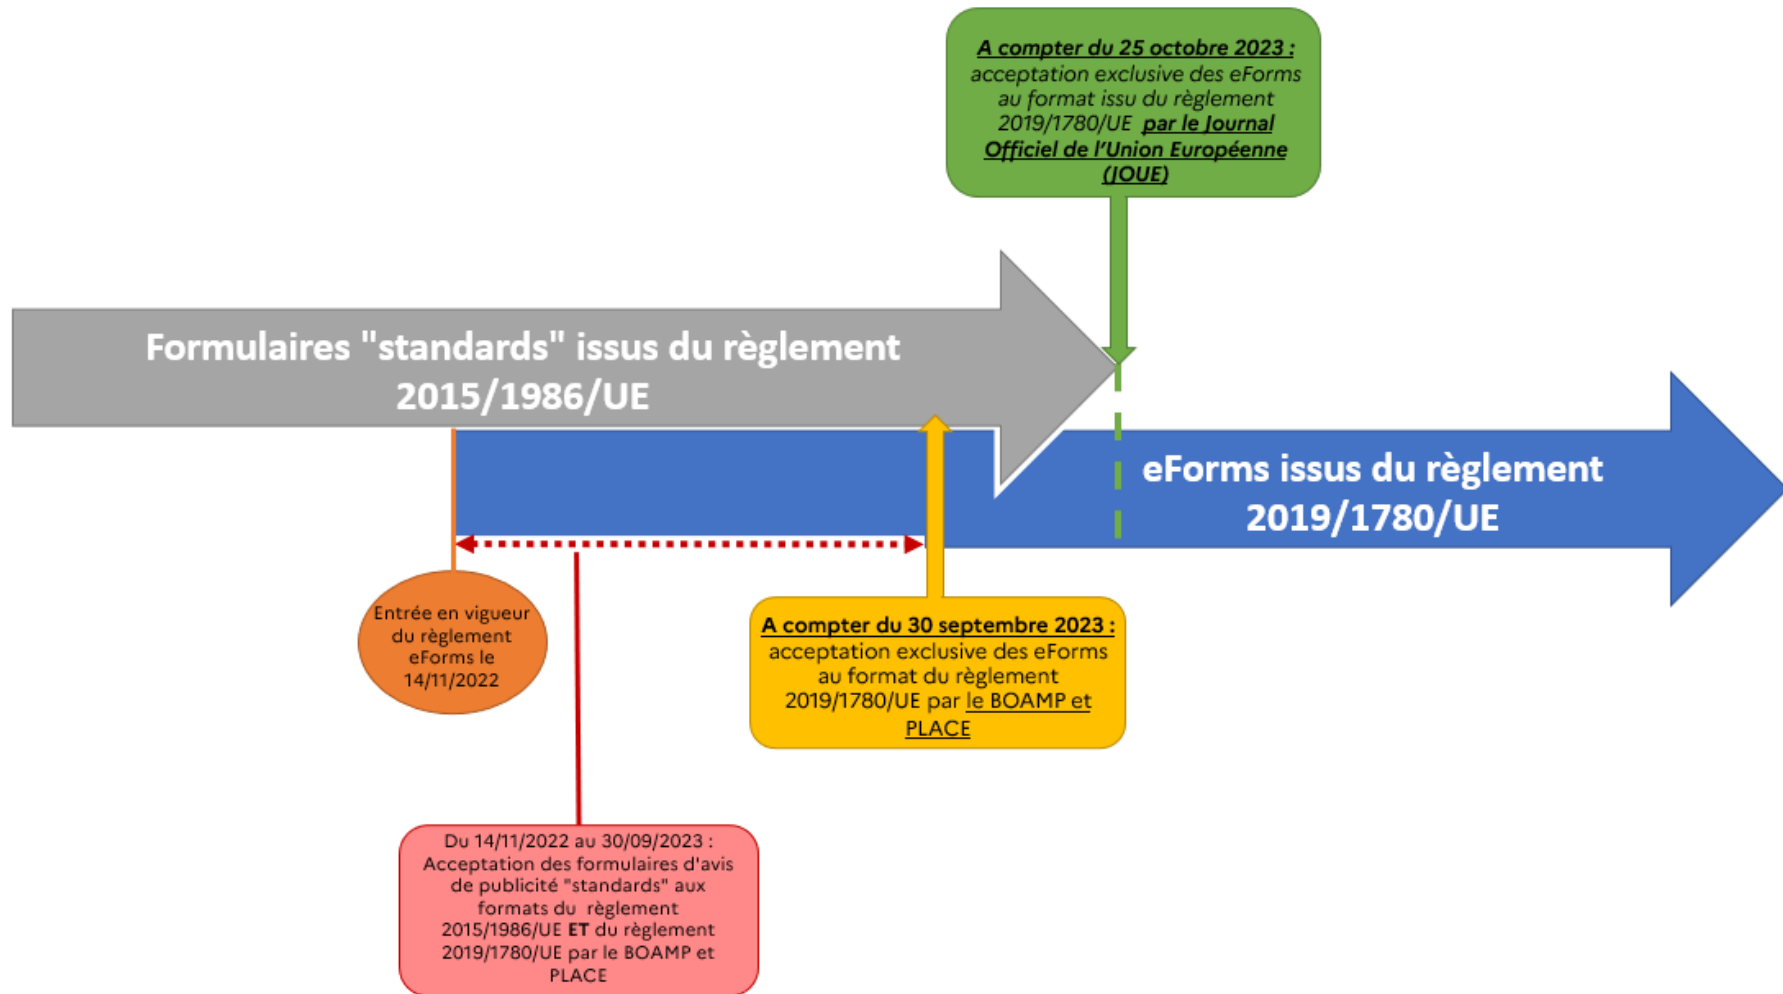 A compter du 25 octobre 2023 :
acceptation exclusive des eForms
au format issu du règlement
2019/1780/UE par le Journal
Officiel de l'Union Européenne
(JOUE)
Formulaires "standards" issus du règlement
2015/1986/UE
eForms issus du règlement
2019/1780/UE
Entrée en vigueur
du règlement
eForms le
14/11/2022
A compter du 30 septembre 2023 :
acceptation exclusive des eForms
au format du règlement
2019/1780/UE par le BOAMP et
PLACE
Du 14/11/2022 au 30/09/2023 :
Acceptation des formulaires d'avis
de publicité "standards" aux
formats du règlement
2015/1986/UE ET du règlement
2019/1780/UE par le BOAMP et
PLACE